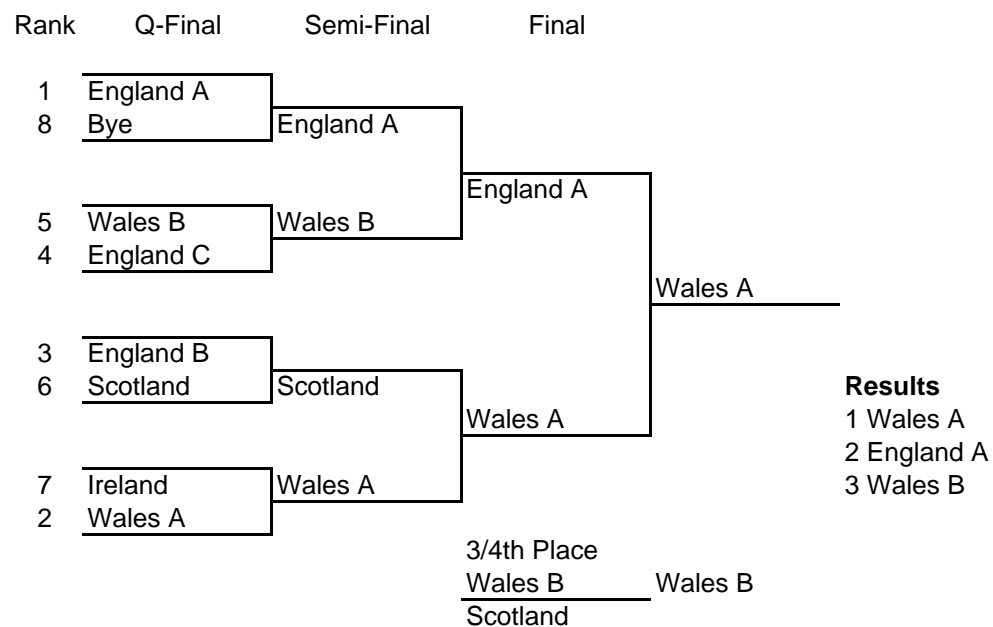 Rank Q-Final Semi-Final Final
1 England A
8 Bye England A
England A
5 Wales B Wales B
4 England C
Wales A
3 England B
6 Scotland Scotland Results
Wales A 1 Wales A
2 England A
7 Ireland Wales A 3 Wales B
2 Wales A
3/4th Place
Wales B Wales B
Scotland